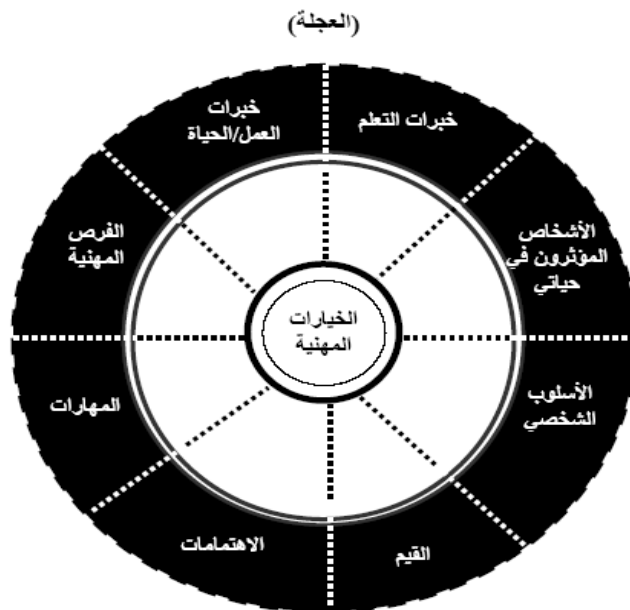 (العجلة)
خبرات التعلم
خبرات
العمل/الحياة
الأشخاص
المؤثرون في
حياتي
الفرص
المهنية
الخيارات
المهنية
الأسلوب
الشخصي
المهارات
القيم
الاهتمامات